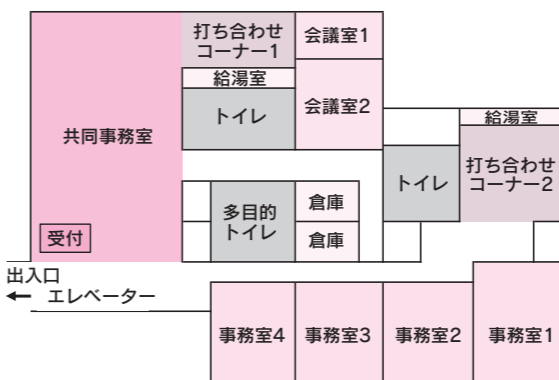 打ち合わせ
コーナー1
会議室1
給湯室
会議室2
トイレ
共同事務室
給湯室
打ち合わせ
コーナー2
トイレ
多目的
トイレ
倉庫
倉庫
受付
出入口
← エレベーター
事務室4
事務室3
事務室2
事務室1